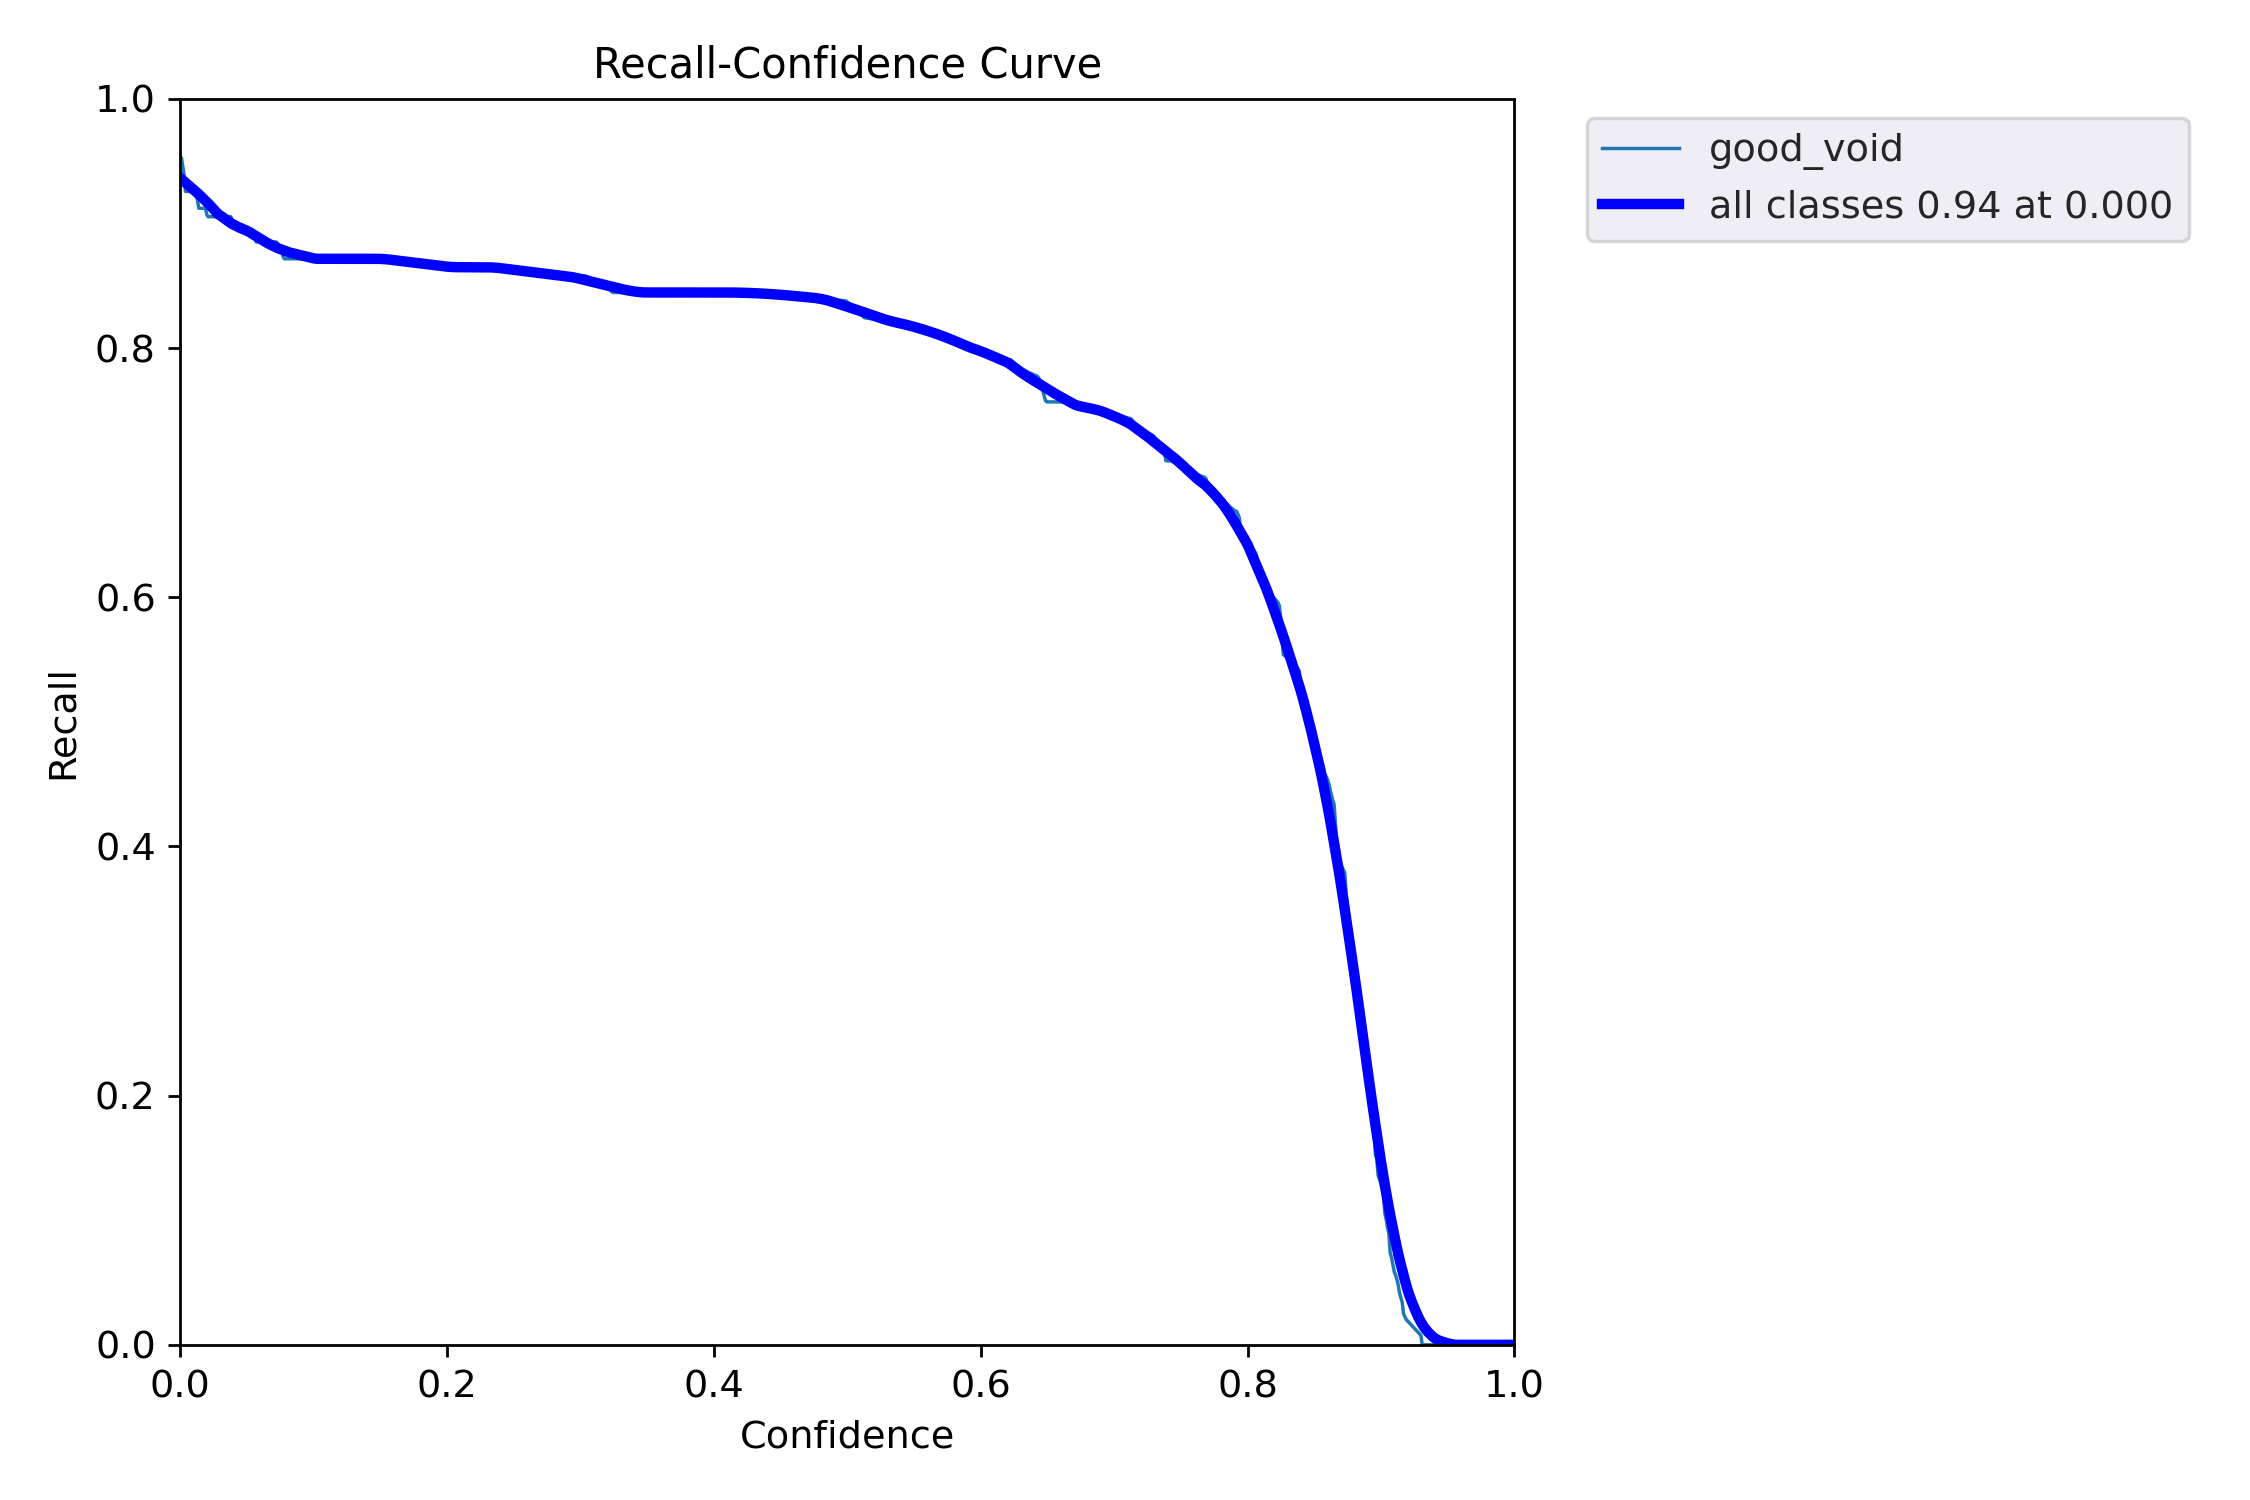 Recall-Confidence Curve
1.0
0.8
0.6
0.4
0.2
0.0
Recall
0.0 0.2 0.4 0.6 0.8 1.0
Confidence
good_void
all classes 0.94 at 0.000